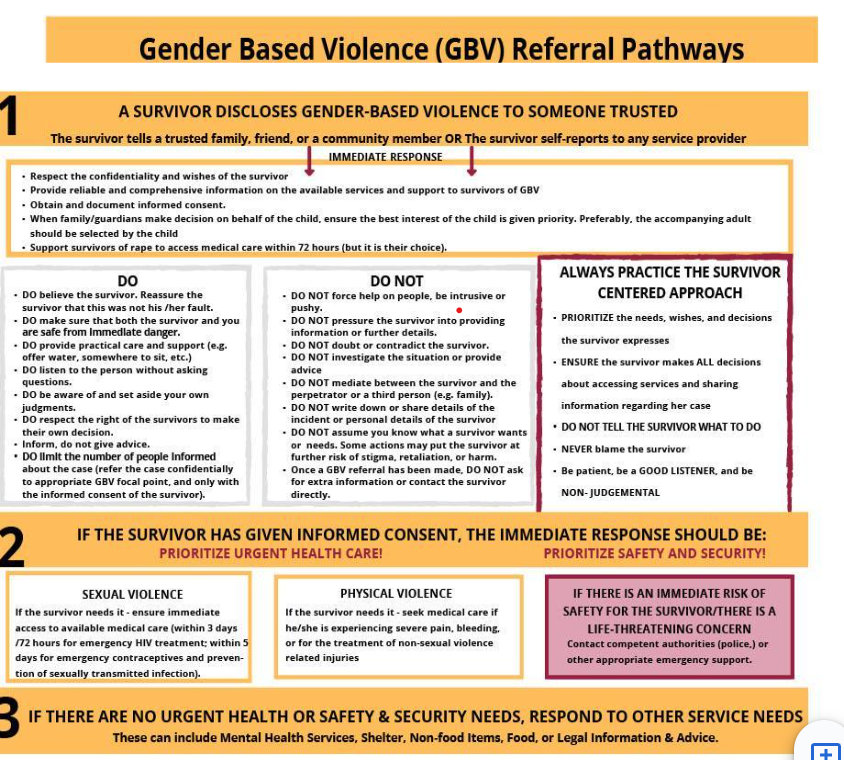 Gender Based Violence (GBV) Referral Pathways
1
A SURVIVOR DISCLOSES GENDER-BASED VIOLENCE TO SOMEONE TRUSTED
The survivor tells a trusted family, friend, or a community member OR The survivor self-reports to any service provider
IMMEDIATE RESPONSE
• Respect the confidentiality and wishes of the survivor
• Provide reliable and comprehensive information on the available services and support to survivors of GBV
• Obtain and document informed consent.
• When family/guardians make decision on behalf of the child, ensure the best interest of the child is given priority. Preferably, the accompanying adult
should be selected by the child
• Support survivors of rape to access medical care within 72 hours (but it is their choice).
DO
• DO believe the survivor. Reassure the
survivor that this was not his /her fault.
• DO make sure that both the survivor and you
are safe from immediate danger.
• DO provide practical care and support (e.g.
offer water, somewhere to sit, etc.)
• DO listen to the person without asking
questions.
• DO be aware of and set aside your own
judgments.
• DO respect the right of the survivors to make
their own decision.
• Inform, do not give advice.
• DO limit the number of people informed
about the case (refer the case confidentially
to appropriate GBV focal point, and only with
the informed consent of the survivor).
DO NOT
• DO NOT force help on people, be intrusive or
pushy.
• DO NOT pressure the survivor into providing
information or further details.
• DO NOT doubt or contradict the survivor.
• DO NOT investigate the situation or provide
advice
• DO NOT mediate between the survivor and the
perpetrator or a third person (e.g. family).
• DO NOT write down or share details of the
incident or personal details of the survivor
• DO NOT assume you know what a survivor wants
or needs. Some actions may put the survivor at
further risk of stigma, retaliation, or harm.
• Once a GBV referral has been made, DO NOT ask
for extra information or contact the survivor
directly.
ALWAYS PRACTICE THE SURVIVOR
CENTERED APPROACH
• PRIORITIZE the needs, wishes, and decisions
the survivor expresses
• ENSURE the survivor makes ALL decisions
about accessing services and sharing
information regarding her case
• DO NOT TELL THE SURVIVOR WHAT TO DO
• NEVER blame the survivor
• Be patient, be a GOOD LISTENER, and be
NON- JUDGEMENTAL
2
IF THE SURVIVOR HAS GIVEN INFORMED CONSENT, THE IMMEDIATE RESPONSE SHOULD BE:
PRIORITIZE URGENT HEALTH CARE!
PRIORITIZE SAFETY AND SECURITY!
SEXUAL VIOLENCE
If the survivor needs it - ensure immediate
access to available medical care (within 3 days
/72 hours for emergency HIV treatment; within 5
days for emergency contraceptives and preven-
tion of sexually transmitted infection).
PHYSICAL VIOLENCE
If the survivor needs it - seek medical care if
he/she is experiencing severe pain, bleeding,
or for the treatment of non-sexual violence
related injuries
IF THERE IS AN IMMEDIATE RISK OF
SAFETY FOR THE SURVIVOR/THERE IS A
LIFE-THREATENING CONCERN
Contact competent authorities (police,) or
other appropriate emergency support.
3
IF THERE ARE NO URGENT HEALTH OR SAFETY & SECURITY NEEDS, RESPOND TO OTHER SERVICE NEEDS
These can include Mental Health Services, Shelter, Non-food Items, Food, or Legal Information & Advice.